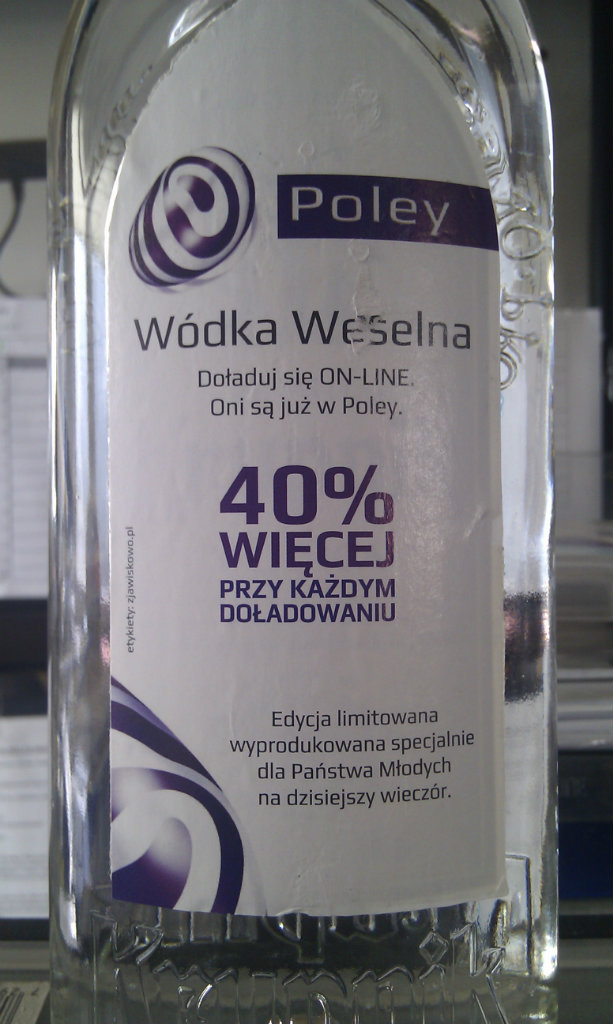 Poley
Wódka Weselna
Doładuj się ON-LINE.
Oni są już w Poley.
40%
WIĘCEJ
PRZY KAŻDYM
DOŁADOWANIU
etykiety: zjawiskowo.pl
Edycja limitowana
wyprodukowana specjalnie
dla Państwa Młodych
na dzisiejszy wieczór.